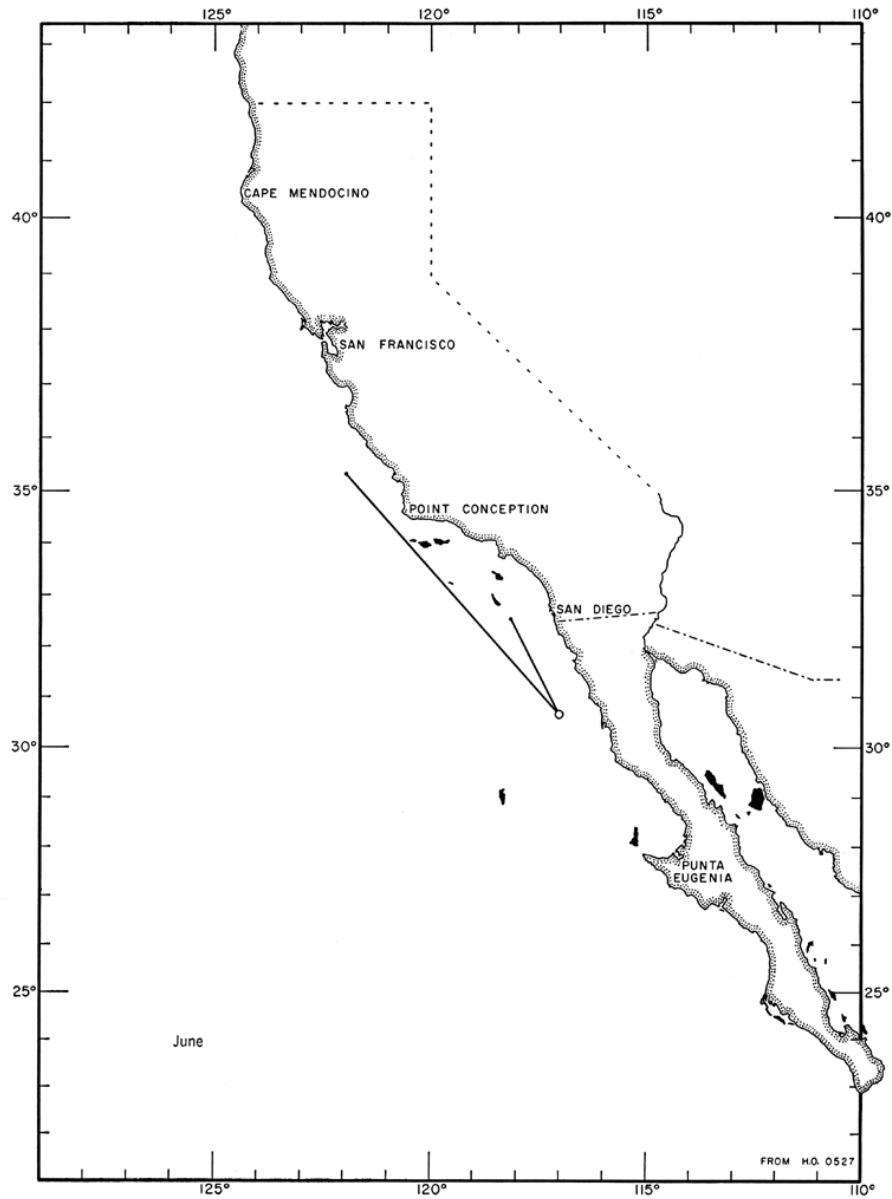 125° 120° 115° 110°
CAPE MENDOCINO
40° 40°
SAN FRANCISCO
35° 35°
POINT CONCEPTION
SAN DIEGO
30° 30°
PUNTA
EUGENIA
25° 25°
June
FROM H.O. 0527
125° 120° 115° 110°